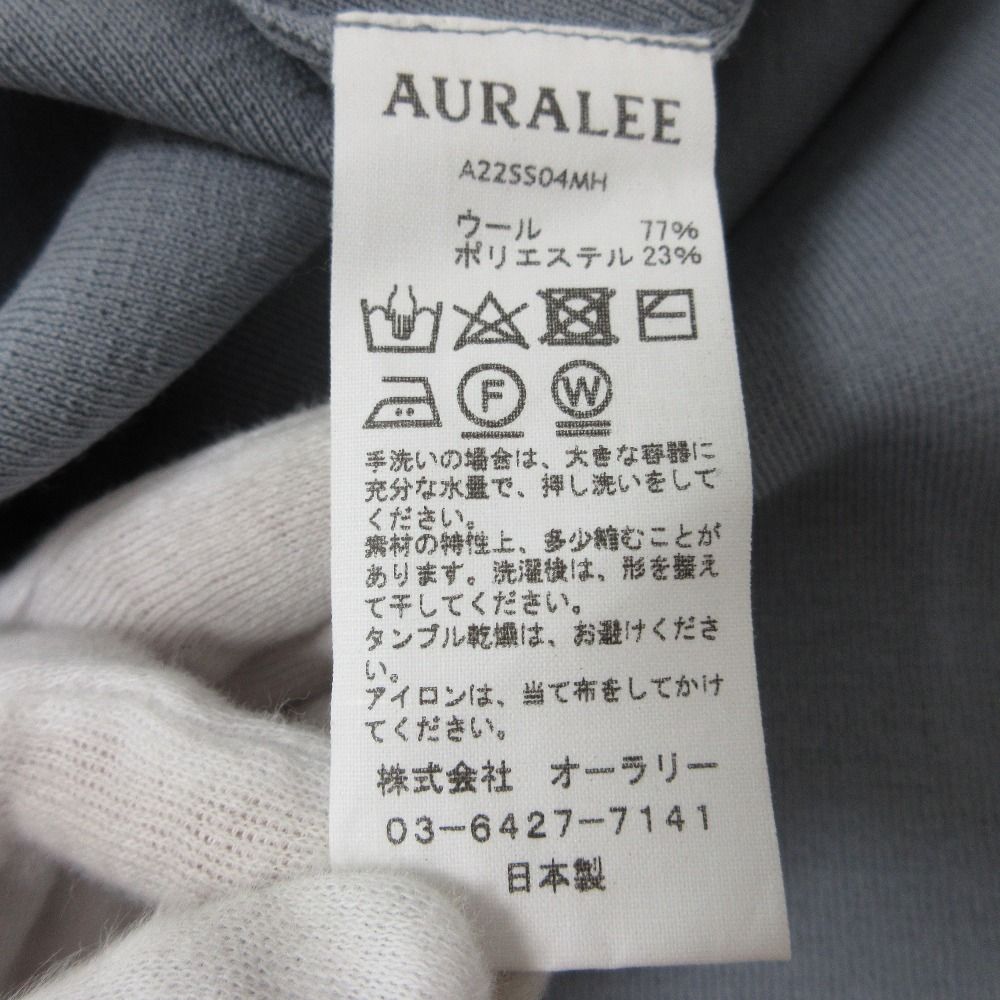 AURALEE
A22SS04MH
ウール 77%
ポリエステル 23%
F W
手洗いの場合は、大きな容器に
充分な水量で、押し洗いをして
ください。
素材の特性上、多少縮むことが
あります。洗濯後は、形を整え
て干してください。
タンブル乾燥は、お避けくださ
い。
アイロンは、当て布をしてかけ
てください。
株式会社 オーラリー
03-6427-7141
日本製